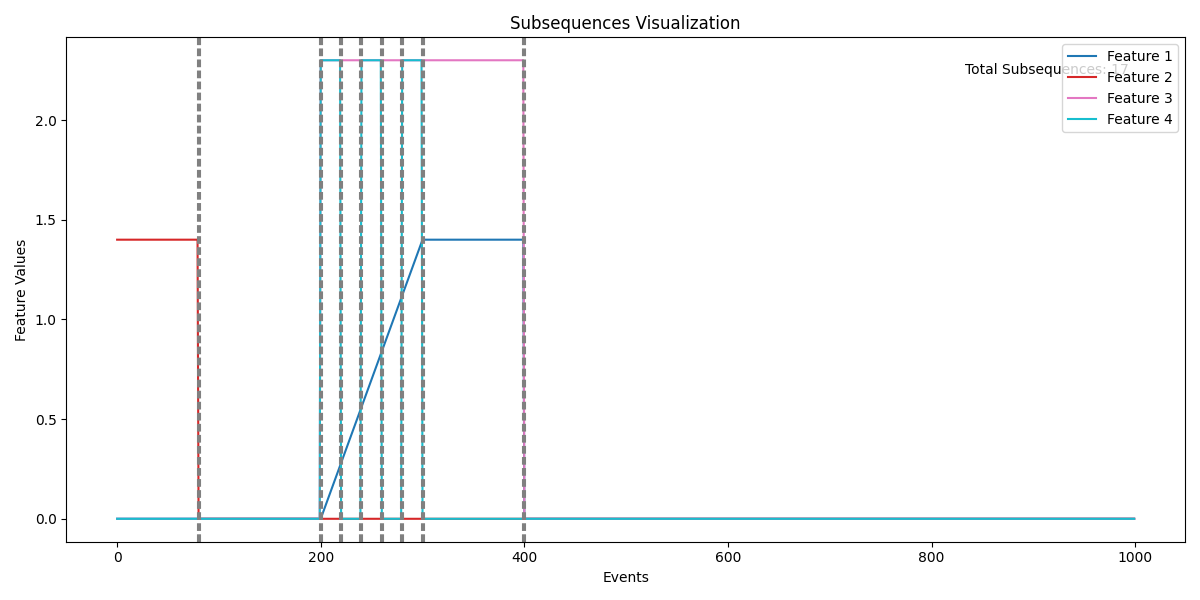 Subsequences Visualization
Total Subsequences: 17
Feature 1
Feature 2
Feature 3
Feature 4
Feature Values
2.0
1.5
1.0
0.5
0.0
0
200
400
600
800
1000
Events